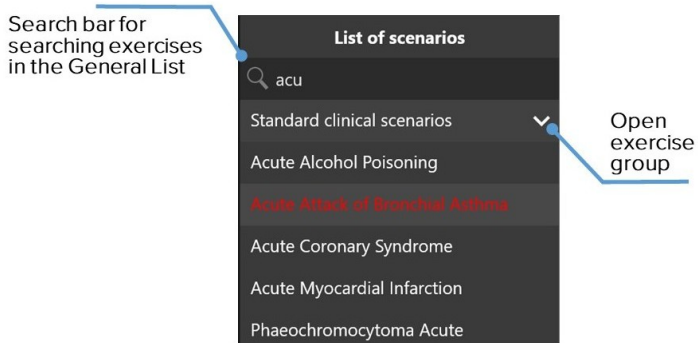 Search bar for
searching exercises
in the General List
List of scenarios
acu
Standard clinical scenarios
Open
exercise
group
Acute Alcohol Poisoning
Acute Attack of Bronchial Asthma
Acute Coronary Syndrome
Acute Myocardial Infarction
Phaeochromocytoma Acute